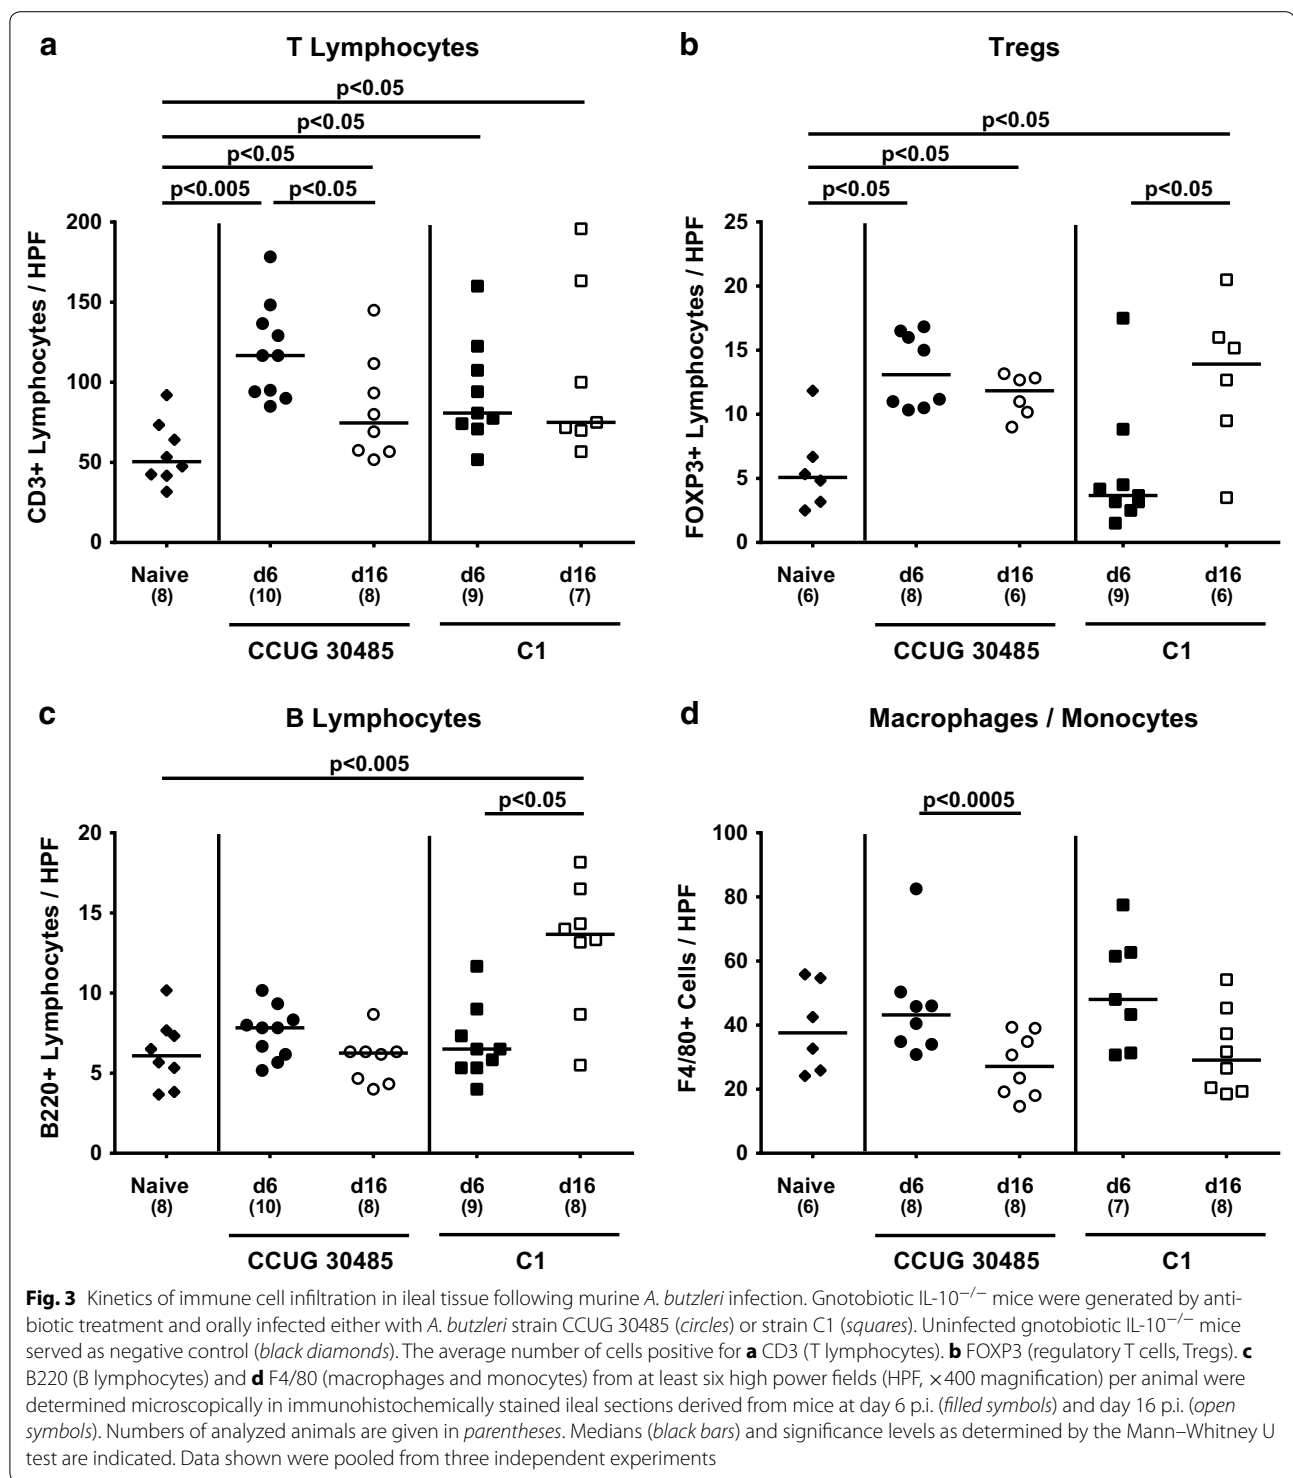 a
T Lymphocytes
p<0.05
p<0.05
p<0.05
p<0.005
p<0.05
CD3+ Lymphocytes / HPF
200
150
100
50
0
Naive d6 d16 d6 d16
(8) (10) (8) (9) (7)
CCUG 30485 C1
b
Tregs
p<0.05
p<0.05
p<0.05
p<0.05
FOXP3+ Lymphocytes / HPF
25
20
15
10
5
0
Naive d6 d16 d6 d16
(6) (8) (6) (9) (6)
CCUG 30485 C1
c
B Lymphocytes
p<0.005
p<0.05
B220+ Lymphocytes / HPF
20
15
10
5
0
Naive d6 d16 d6 d16
(8) (10) (8) (9) (8)
CCUG 30485 C1
d
Macrophages / Monocytes
p<0.0005
F4/80+ Cells / HPF
100
80
60
40
20
0
Naive d6 d16 d6 d16
(6) (8) (8) (7) (8)
CCUG 30485 C1
Fig. 3 Kinetics of immune cell infiltration in ileal tissue following murine A. butzleri infection. Gnotobiotic IL-10−/− mice were generated by anti-
biotic treatment and orally infected either with A. butzleri strain CCUG 30485 (circles) or strain C1 (squares). Uninfected gnotobiotic IL-10−/− mice
served as negative control (black diamonds). The average number of cells positive for a CD3 (T lymphocytes). b FOXP3 (regulatory T cells, Tregs). c
B220 (B lymphocytes) and d F4/80 (macrophages and monocytes) from at least six high power fields (HPF, ×400 magnification) per animal were
determined microscopically in immunohistochemically stained ileal sections derived from mice at day 6 p.i. (filled symbols) and day 16 p.i. (open
symbols). Numbers of analyzed animals are given in parentheses. Medians (black bars) and significance levels as determined by the Mann–Whitney U
test are indicated. Data shown were pooled from three independent experiments